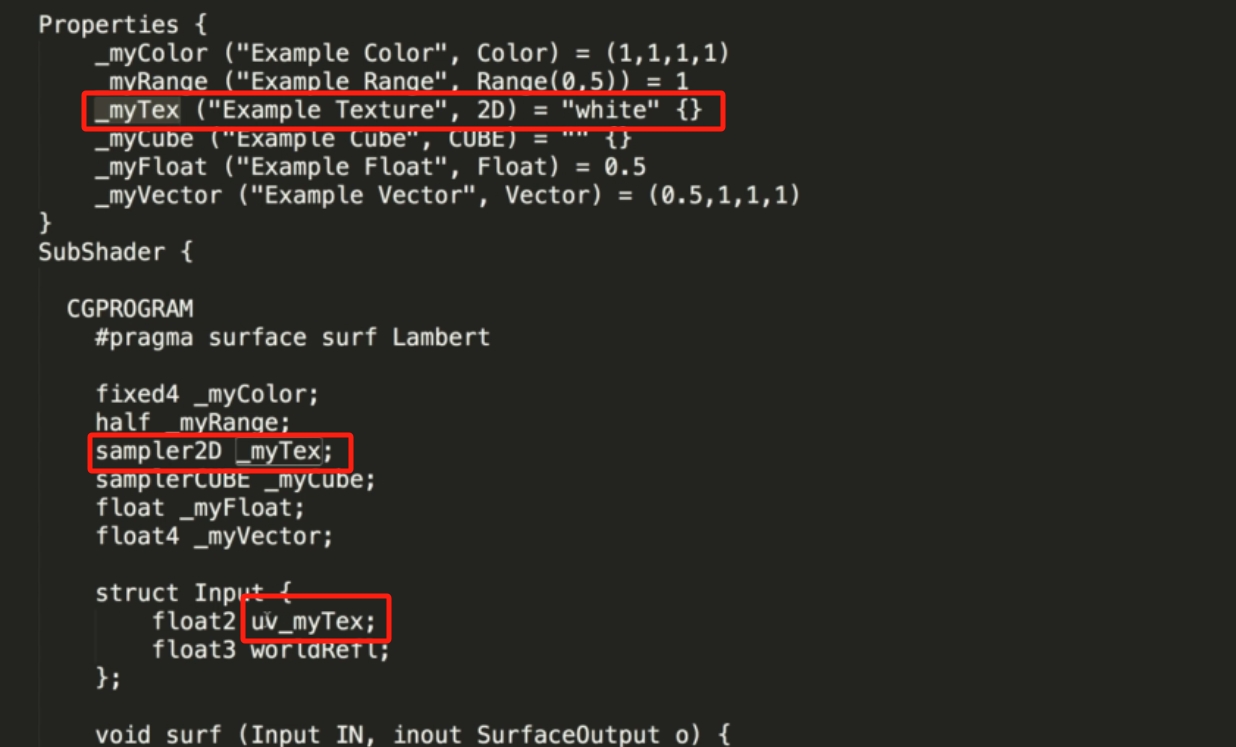 Properties {
_myColor ("Example Color", Color) = (1,1,1,1)
_myRange ("Example Range", Range(0,5)) = 1
_myTex ("Example Texture", 2D) = "white" {}
_myCube ("Example Cube", CUBE) = "" {}
_myFloat ("Example Float", Float) = 0.5
_myVector ("Example Vector", Vector) = (0.5,1,1,1)
}
SubShader {
CGPROGRAM
#pragma surface surf Lambert
fixed4 _myColor;
half _myRange;
sampler2D _myTex;
samplerCUBE _myCube;
float _myFloat;
float4 _myVector;
struct Input {
float2 uv_myTex;
float3 worldRefl;
};
void surf (Input IN, inout SurfaceOutput o) {